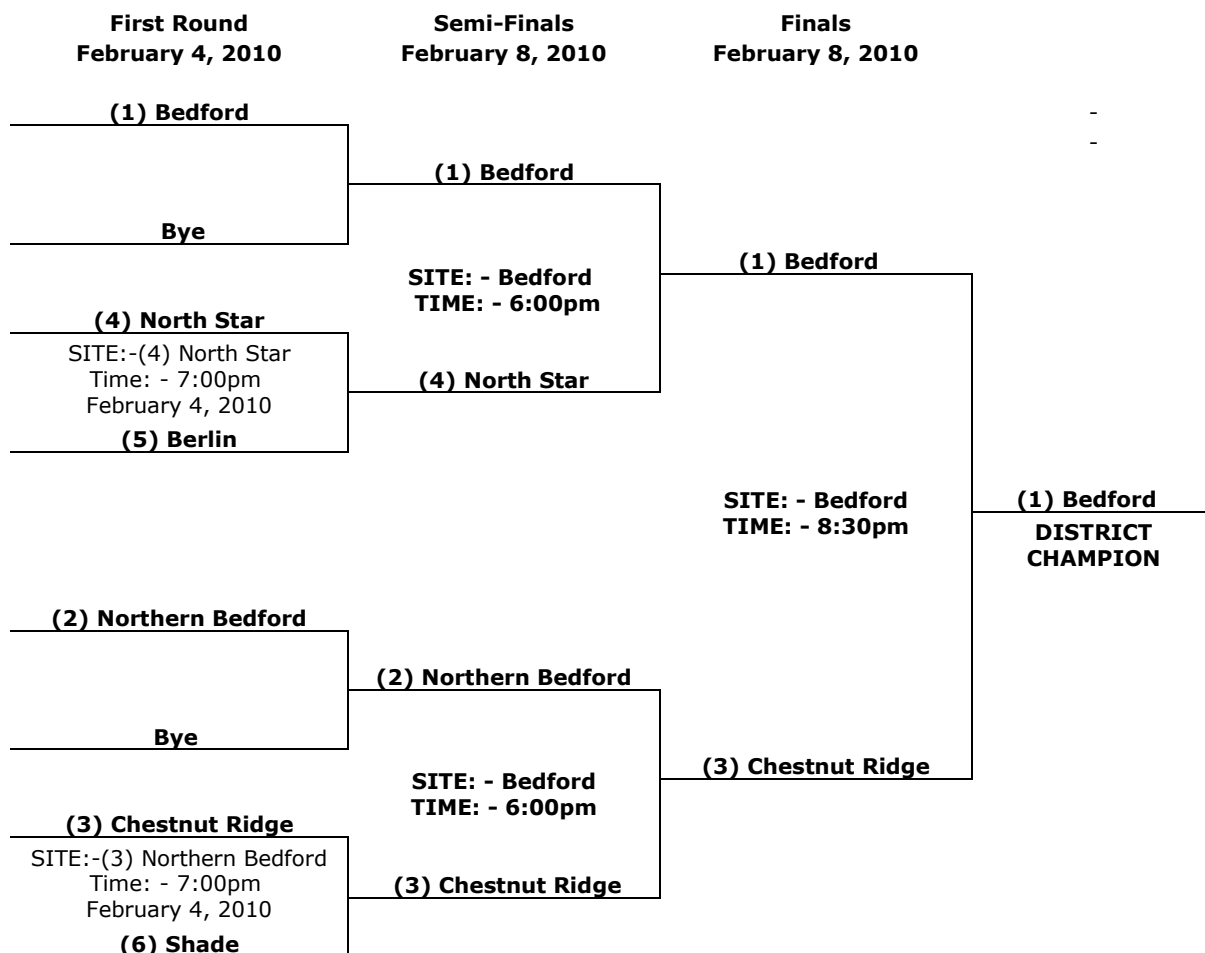 First Round
February 4, 2010
Semi-Finals
February 8, 2010
Finals
February 8, 2010
(1) Bedford
-
-
(1) Bedford
Bye
(1) Bedford
SITE: - Bedford
TIME: - 6:00pm
(4) North Star
SITE:-(4) North Star
Time: - 7:00pm
February 4, 2010
(4) North Star
(5) Berlin
SITE: - Bedford
TIME: - 8:30pm
(1) Bedford
DISTRICT
CHAMPION
(2) Northern Bedford
(2) Northern Bedford
Bye
(3) Chestnut Ridge
SITE: - Bedford
TIME: - 6:00pm
(3) Chestnut Ridge
SITE:-(3) Northern Bedford
Time: - 7:00pm
February 4, 2010
(3) Chestnut Ridge
(6) Shade